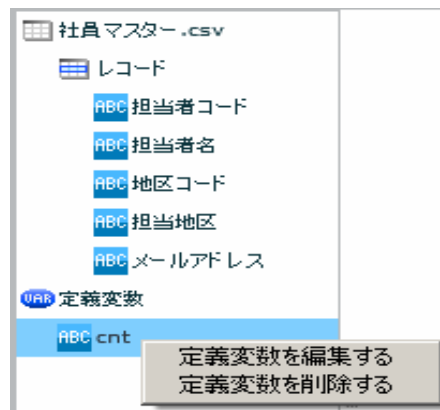 社員マスター.csv
レコード
ABC 担当者コード
ABC 担当者名
ABC 地区コード
ABC 担当地区
ABC メールアドレス
VAR 定義変数
ABC cnt
定義変数を編集する
定義変数を削除する